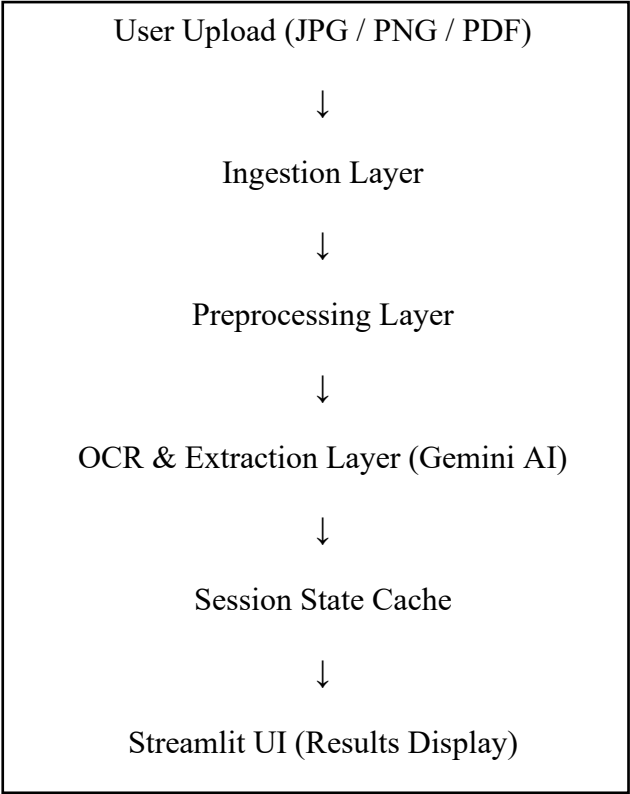 User Upload (JPG / PNG / PDF)
↓
Ingestion Layer
↓
Preprocessing Layer
↓
OCR & Extraction Layer (Gemini AI)
↓
Session State Cache
↓
Streamlit UI (Results Display)